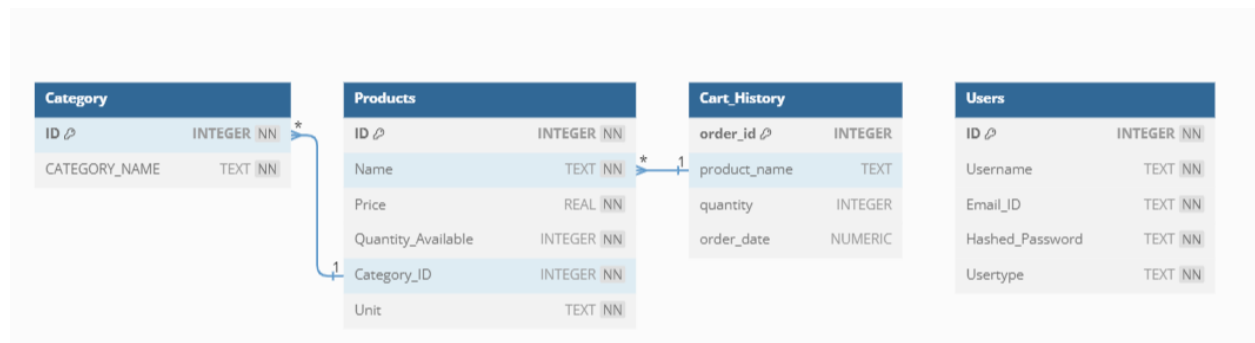 Category
ID INTEGER NN
CATEGORY_NAME TEXT NN
*
1
Products
ID INTEGER NN
Name TEXT NN
Price REAL NN
Quantity_Available INTEGER NN
Category_ID INTEGER NN
Unit TEXT NN
*
1
Cart_History
order_id INTEGER
product_name TEXT
quantity INTEGER
order_date NUMERIC
Users
ID INTEGER NN
Username TEXT NN
Email_ID TEXT NN
Hashed_Password TEXT NN
Usertype TEXT NN